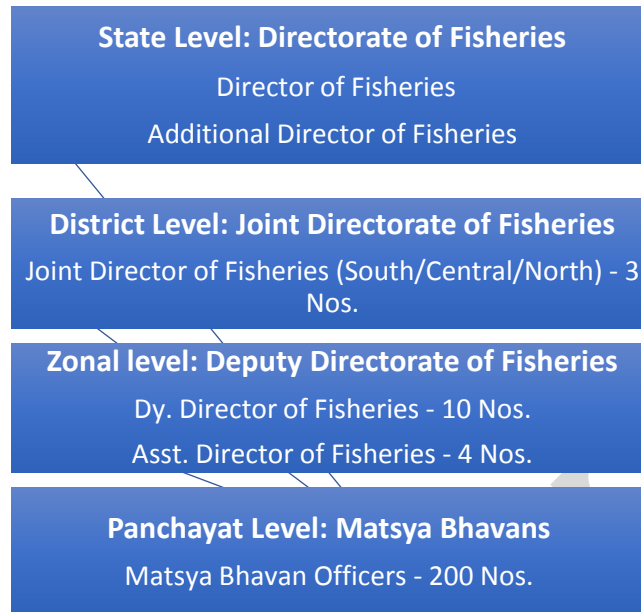 State Level: Directorate of Fisheries
Director of Fisheries
Additional Director of Fisheries
District Level: Joint Directorate of Fisheries
Joint Director of Fisheries (South/Central/North) - 3
Nos.
Zonal level: Deputy Directorate of Fisheries
Dy. Director of Fisheries - 10 Nos.
Asst. Director of Fisheries - 4 Nos.
Panchayat Level: Matsya Bhavans
Matsya Bhavan Officers - 200 Nos.